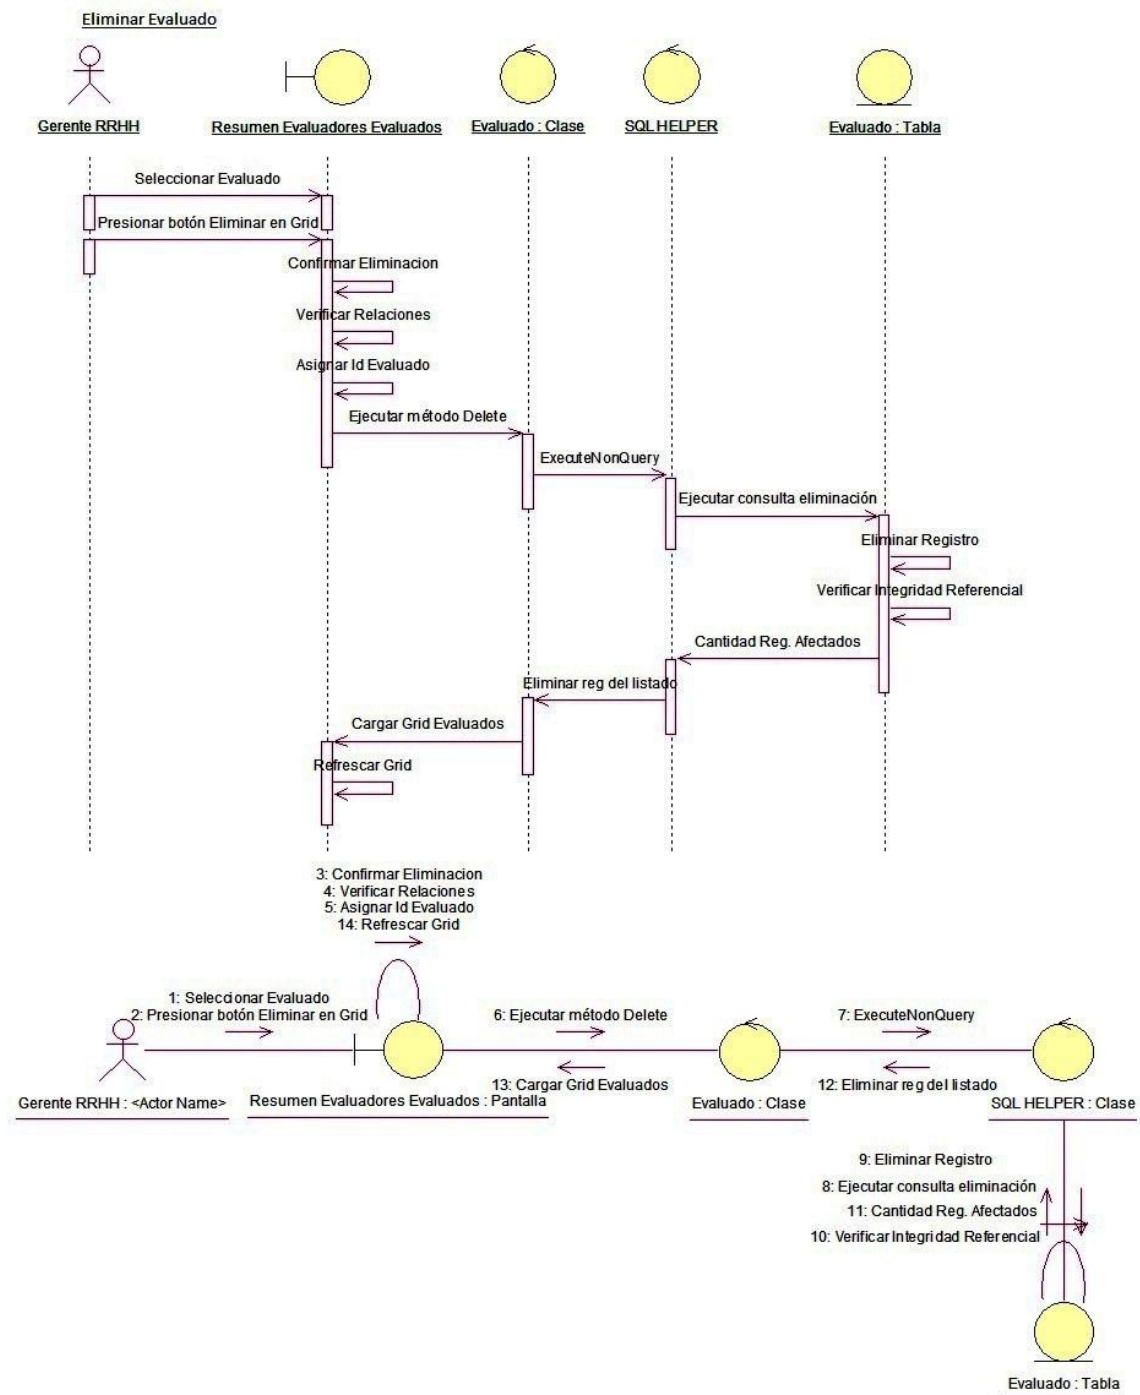 Eliminar Evaluado
Gerente RRHH
Resumen Evaluadores Evaluados
Evaluado : Clase
SQL HELPER
Evaluado : Tabla
Seleccionar Evaluado
Presionar botón Eliminar en Grid
Confirmar Eliminacion
Verificar Relaciones
Asignar Id Evaluado
Ejecutar método Delete
ExecuteNonQuery
Ejecutar consulta eliminación
Eliminar Registro
Verificar Integridad Referencial
Cantidad Reg. Afectados
Eliminar reg del listado
Cargar Grid Evaluados
Refrescar Grid
3: Confirmar Eliminacion
4: Verificar Relaciones
5: Asignar Id Evaluado
14: Refrescar Grid
1: Seleccionar Evaluado
2: Presionar botón Eliminar en Grid
6: Ejecutar método Delete
7: ExecuteNonQuery
13: Cargar Grid Evaluados
12: Eliminar reg del listado
Gerente RRHH : <Actor Name>
Resumen Evaluadores Evaluados : Pantalla
Evaluado : Clase
SQL HELPER : Clase
9: Eliminar Registro
8: Ejecutar consulta eliminación
11: Cantidad Reg. Afectados
10: Verificar Integridad Referencial
Evaluado : Tabla